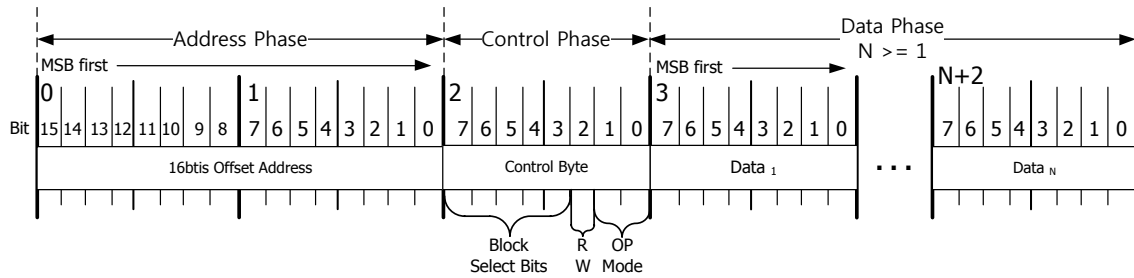 Address Phase Control Phase Data Phase
N >= 1
MSB first MSB first
0 1 2 3 N+2
Bit 15 14 13 12 11 10 9 8 7 6 5 4 3 2 1 0 7 6 5 4 3 2 1 0 7 6 5 4 3 2 1 0 7 6 5 4 3 2 1 0
16btis Offset Address Control Byte Data 1 ... Data N
Block R OP
Select Bits W Mode